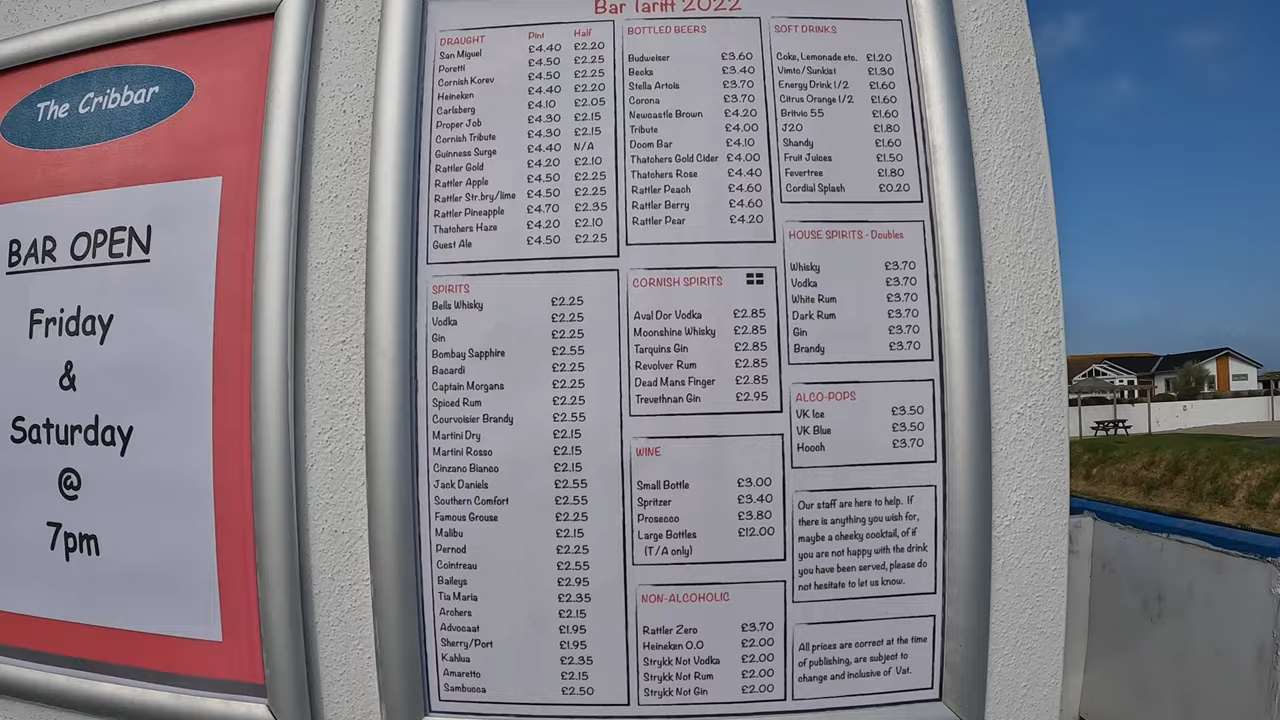 The Cribbar
BAR OPEN
Friday
&
Saturday
@
7pm
Bar Tariff 2022
DRAUGHT Pint Half
San Miguel £4.40 £2.20
Poretti £4.50 £2.25
Cornish Korev £4.50 £2.25
Heineken £4.40 £2.20
Carlsberg £4.10 £2.05
Proper Job £4.30 £2.15
Cornish Tribute £4.30 £2.15
Guinness Surge £4.40 N/A
Rattler Gold £4.20 £2.10
Rattler Apple £4.50 £2.25
Rattler Str.bry/lime £4.50 £2.25
Rattler Pineapple £4.70 £2.35
Thatchers Haze £4.20 £2.10
Guest Ale £4.50 £2.25
SPIRITS
Bells Whisky £2.25
Vodka £2.25
Gin £2.25
Bombay Sapphire £2.55
Bacardi £2.25
Captain Morgans £2.25
Spiced Rum £2.25
Courvoisier Brandy £2.55
Martini Dry £2.15
Martini Rosso £2.15
Cinzano Bianco £2.15
Jack Daniels £2.55
Southern Comfort £2.55
Famous Grouse £2.25
Malibu £2.15
Pernod £2.25
Cointreau £2.55
Baileys £2.95
Tia Maria £2.35
Archers £2.15
Advocaat £1.95
Sherry/Port £1.95
Kahlua £2.35
Amaretto £2.15
Sambucca £2.50
BOTTLED BEERS
Budweiser £3.60
Becks £3.40
Stella Artois £3.70
Corona £3.70
Newcastle Brown £4.20
Tribute £4.00
Doom Bar £4.10
Thatchers Gold Cider £4.00
Thatchers Rose £4.40
Rattler Peach £4.60
Rattler Berry £4.60
Rattler Pear £4.20
CORNISH SPIRITS
Aval Dor Vodka £2.85
Moonshine Whisky £2.85
Tarquins Gin £2.85
Revolver Rum £2.85
Dead Mans Finger £2.85
Trevethnan Gin £2.95
WINE
Small Bottle £3.00
Spritzer £3.40
Prosecco £3.80
Large Bottles £12.00
(T/A only)
NON-ALCOHOLIC
Rattler Zero £3.70
Heineken 0.0 £2.00
Strykk Not Vodka £2.00
Strykk Not Rum £2.00
Strykk Not Gin £2.00
SOFT DRINKS
Coke, Lemonade etc. £1.20
Vimto/Sunkist £1.30
Energy Drink 1/2 £1.60
Citrus Orange 1/2 £1.60
Britvic 55 £1.60
J20 £1.80
Shandy £1.60
Fruit Juices £1.50
Fevertree £1.80
Cordial Splash £0.20
HOUSE SPIRITS - Doubles
Whisky £3.70
Vodka £3.70
White Rum £3.70
Dark Rum £3.70
Gin £3.70
Brandy £3.70
ALCO-POPS
VK Ice £3.50
VK Blue £3.50
Hooch £3.70
Our staff are here to help. If
there is anything you wish for,
maybe a cheeky cocktail, of if
you are not happy with the drink
you have been served, please do
not hesitate to let us know.
All prices are correct at the time
of publishing, are subject to
change and inclusive of Vat.